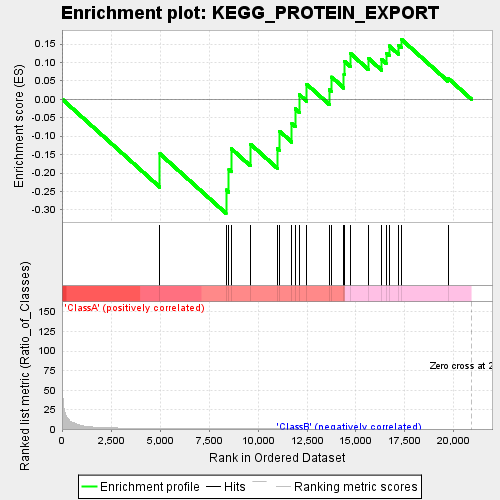 Enrichment plot: KEGG_PROTEIN_EXPORT
Enrichment score (ES)
0.15
0.10
0.05
0.00
-0.05
-0.10
-0.15
-0.20
-0.25
-0.30
'ClassA' (positively correlated)
Ranked list metric (Ratio_of_Classes)
150
125
100
75
50
25
0
Zero cross at 2
'ClassB' (negatively correlated)
0
2,500
5,000
7,500
10,000
12,500
15,000
17,500
20,000
Rank in Ordered Dataset
Enrichment profile
Hits
Ranking metric scores